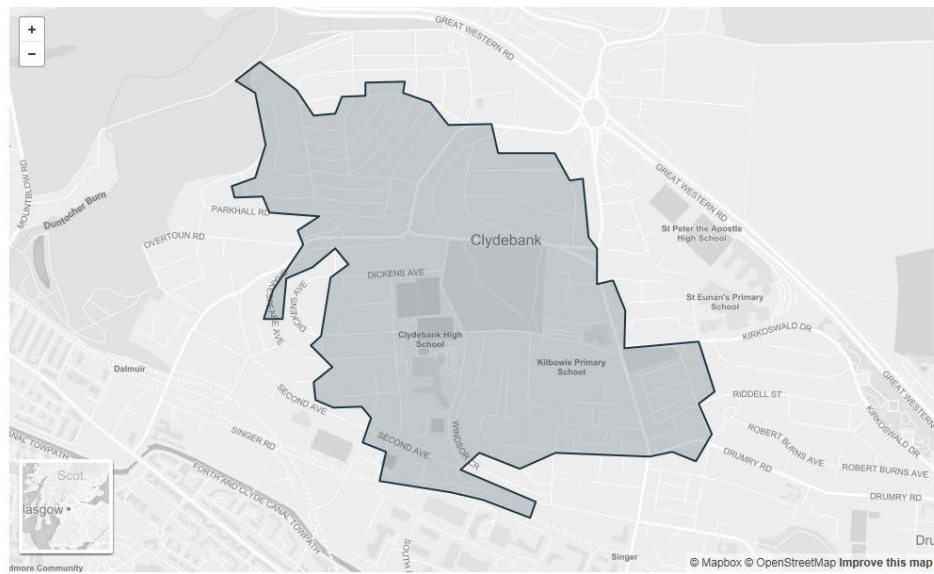 +
−
GREAT WESTERN RD
MOUNTBLOW RD
Duntocher Burn
GREAT WESTERN RD
PARKHALL RD
OVERTOUN RD
St Peter the Apostle
High School
Clydebank
DICKENS AVE
DICKENS AVE
St Eunan's Primary
School
KIRKOSWALD DR
Clydebank High
School
Kilbowie Primary
School
Dalmuir
GREAT WESTERN
RIDDELL ST
SECOND AVE
KIRKOSWALD DR
SINGER RD
WINDSOR CR
SECOND AVE
ROBERT BURNS AVE
DRUMRY RD
ROBERT BURNS AVE
CANAL TOWPATH
FORTH AND CLYDE CANAL TOWPATH
DRUMRY RD
Scot.
lasgow
SOUTH
Singer
Dru
dmore Community
© Mapbox © OpenStreetMap Improve this map